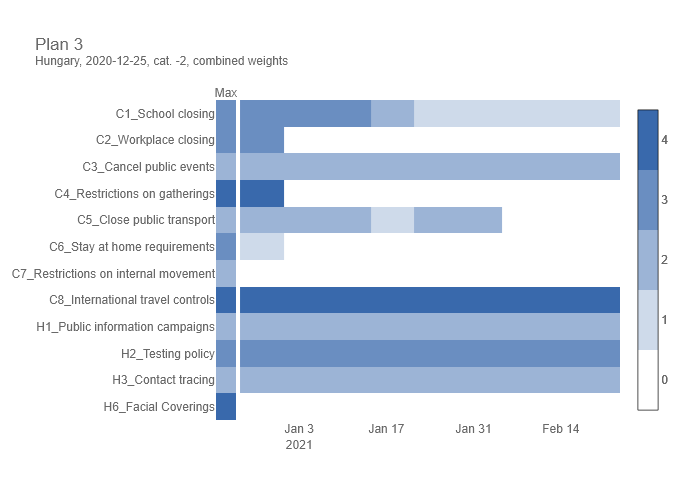 Plan 3
Hungary, 2020-12-25, cat. -2, combined weights
Max
C1_School closing
C2_Workplace closing
C3_Cancel public events
C4_Restrictions on gatherings
C5_Close public transport
C6_Stay at home requirements
C7_Restrictions on internal movement
C8_International travel controls
H1_Public information campaigns
H2_Testing policy
H3_Contact tracing
H6_Facial Coverings
Jan 3 Jan 17 Jan 31 Feb 14
2021
4
3
2
1
0